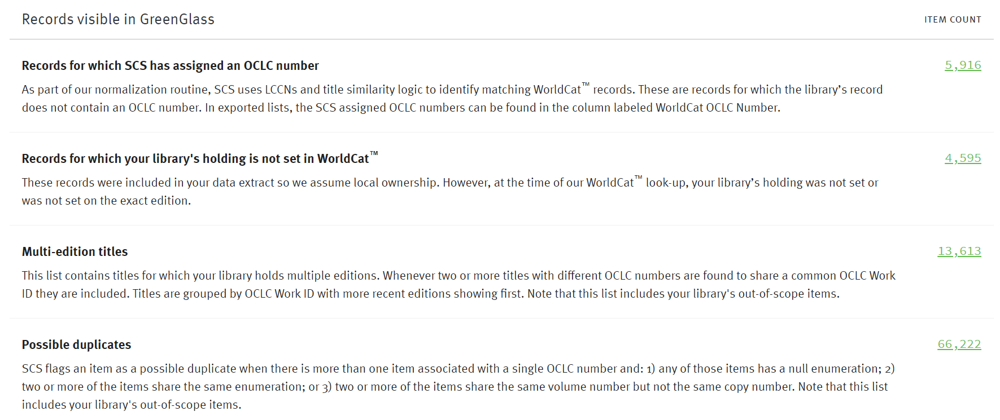 Records visible in GreenGlass ITEM COUNT
Records for which SCS has assigned an OCLC number 5,916
As part of our normalization routine, SCS uses LCCNs and title similarity logic to identify matching WorldCat™ records. These are records for which the library’s record
does not contain an OCLC number. In exported lists, the SCS assigned OCLC numbers can be found in the column labeled WorldCat OCLC Number.
Records for which your library's holding is not set in WorldCat™ 4,595
These records were included in your data extract so we assume local ownership. However, at the time of our WorldCat™ look-up, your library’s holding was not set or
was not set on the exact edition.
Multi-edition titles 13,613
This list contains titles for which your library holds multiple editions. Whenever two or more titles with different OCLC numbers are found to share a common OCLC Work
ID they are included. Titles are grouped by OCLC Work ID with more recent editions showing first. Note that this list includes your library's out-of-scope items.
Possible duplicates 66,222
SCS flags an item as a possible duplicate when there is more than one item associated with a single OCLC number and: 1) any of those items has a null enumeration; 2)
two or more of the items share the same enumeration; or 3) two or more of the items share the same volume number but not the same copy number. Note that this list
includes your library's out-of-scope items.